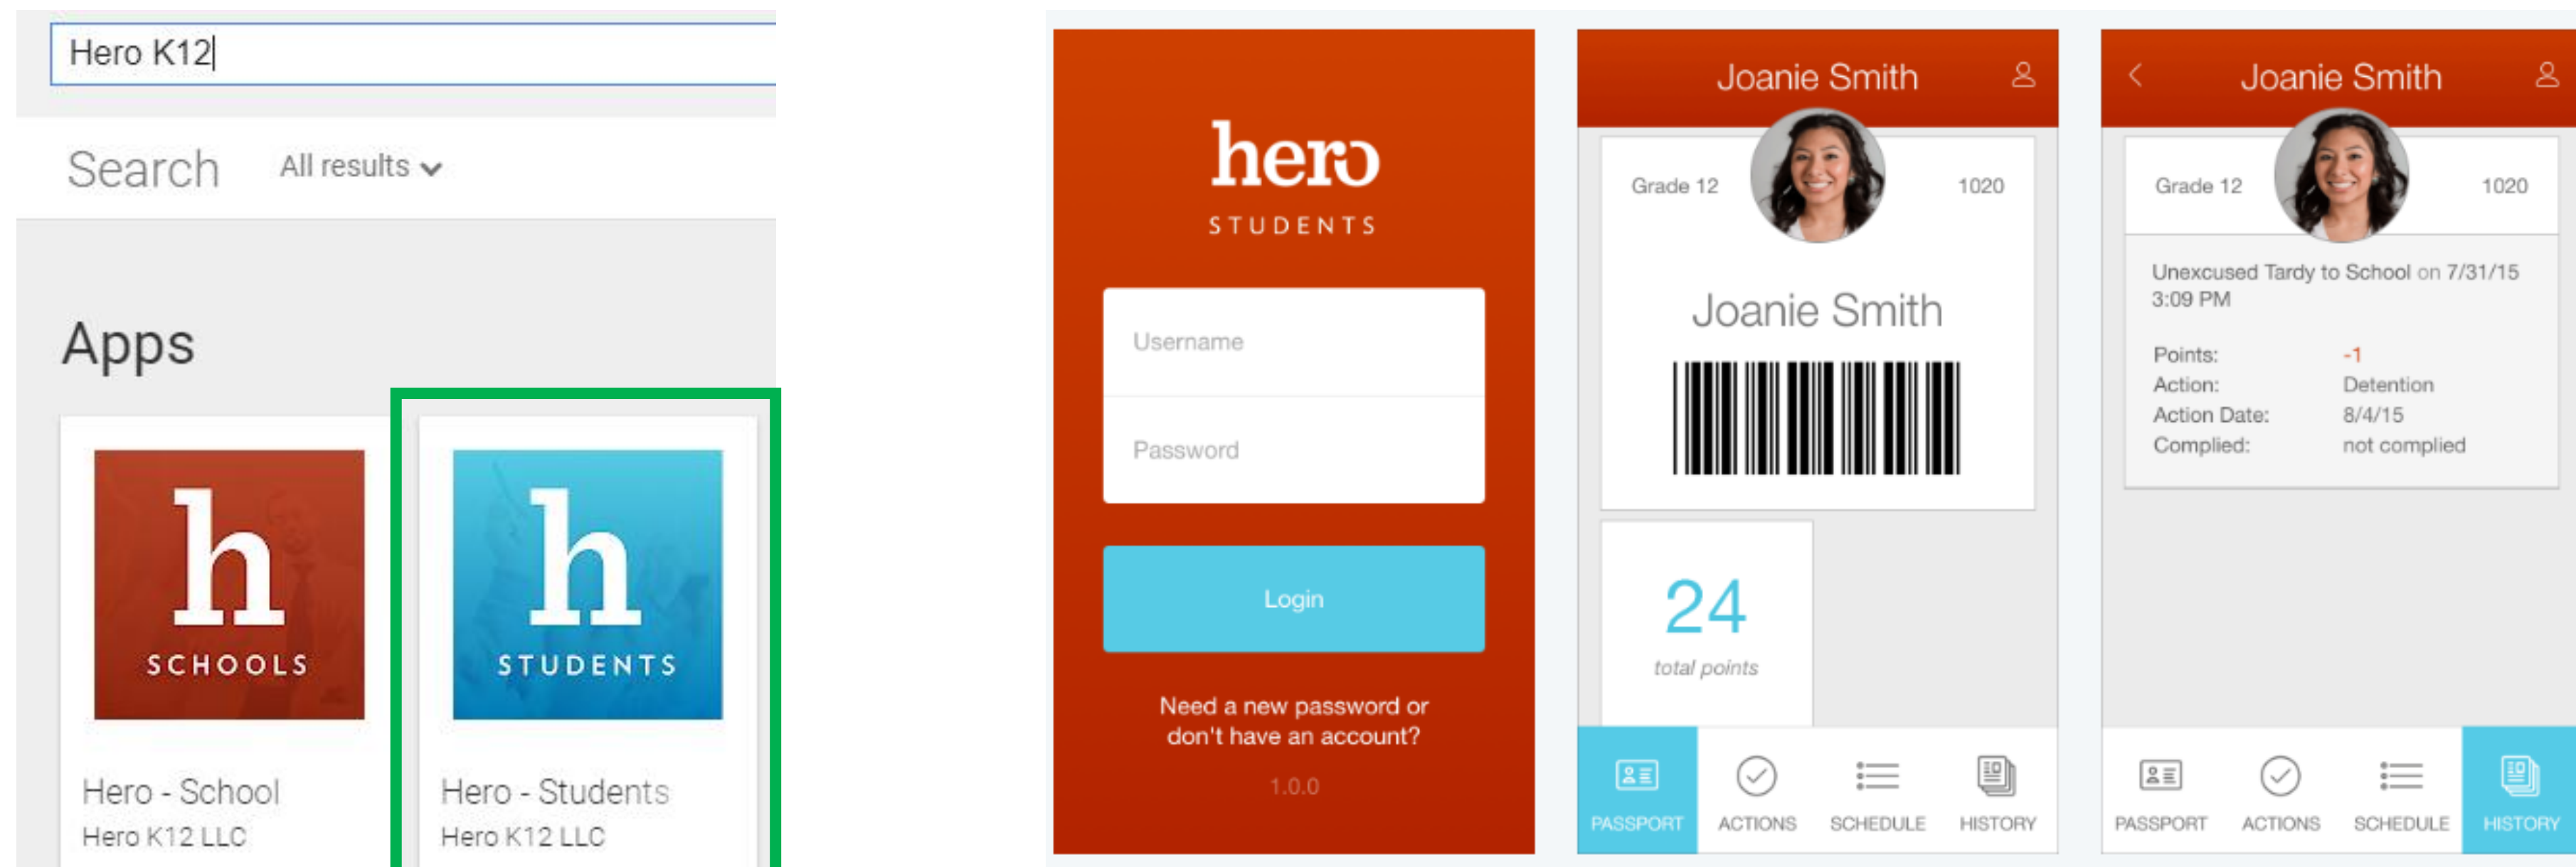 Hero K12
Search
All results
Apps
h
SCHOOLS
Hero - School
Hero K12 LLC
h
STUDENTS
Hero - Students
Hero K12 LLC
hero
STUDENTS
Username
Password
Login
Need a new password or
don't have an account?
1.0.0
Joanie Smith
Grade 12
1020
Joanie Smith
24
total points
PASSPORT
ACTIONS
SCHEDULE
HISTORY
Joanie Smith
Grade 12
1020
Unexcused Tardy to School on 7/31/15
3:09 PM
Points: -1
Action: Detention
Action Date: 8/4/15
Complied: not complied
PASSPORT
ACTIONS
SCHEDULE
HISTORY